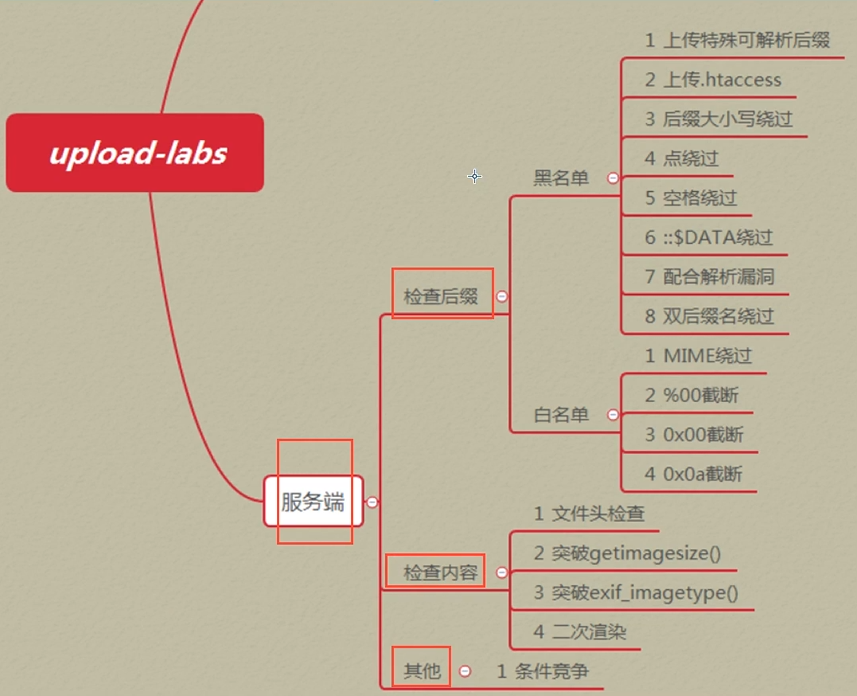 upload-labs
服务端
检查后缀
黑名单
1 上传特殊可解析后缀
2 上传.htaccess
3 后缀大小写绕过
4 点绕过
5 空格绕过
6 ::$DATA绕过
7 配合解析漏洞
8 双后缀名绕过
白名单
1 MIME绕过
2 %00截断
3 0x00截断
4 0x0a截断
检查内容
1 文件头检查
2 突破getimagesize()
3 突破exif_imagetype()
4 二次渲染
其他
1 条件竞争